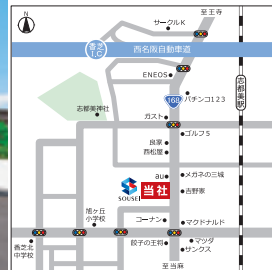 N
至王寺
サークルK
香芝
I.C
西名阪自動車道
ENEOS
168
パチンコ123
志都美駅
志都美神社
ガスト
ゴルフ5
良家
西松屋
au
メガネの三城
吉野家
SOUSEI
当社
旭ヶ丘
小学校
コーナン
マクドナルド
香芝北
中学校
餃子の王将
マツダ
サンクス
至当麻